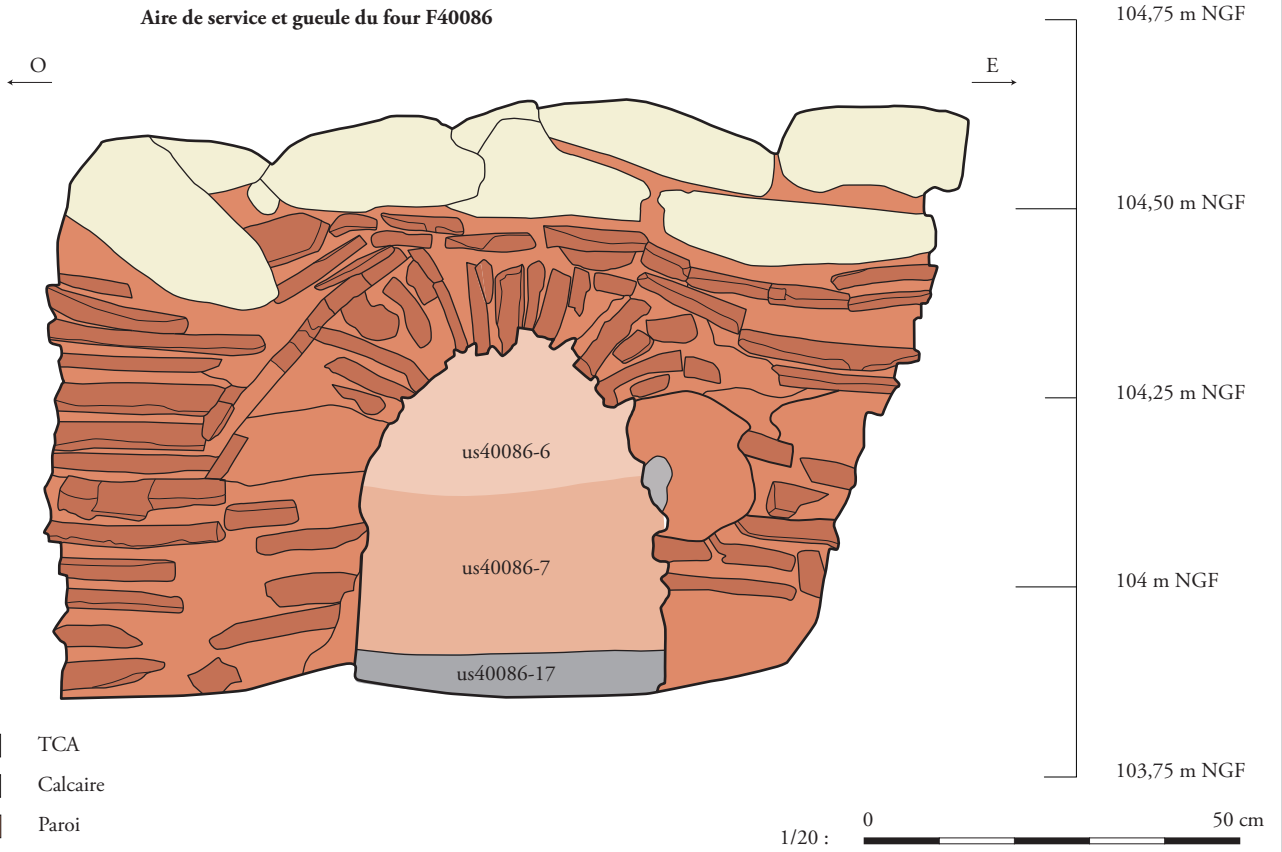 Aire de service et gueule du four F40086
104,75 m NGF
O
E
104,50 m NGF
104,25 m NGF
us40086-6
us40086-7
104 m NGF
us40086-17
TCA
103,75 m NGF
Calcaire
Paroi
1/20 :
0
50 cm